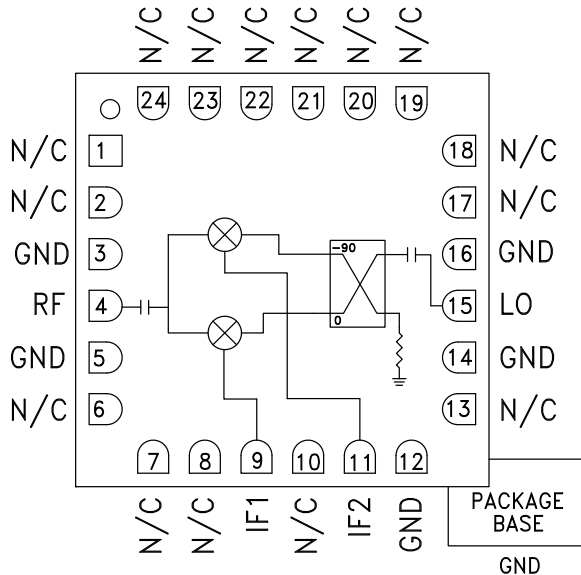 N/C N/C N/C N/C N/C N/C
24 23 22 21 20 19
N/C 1
18 N/C
N/C 2
17 N/C
GND 3
-90
16 GND
RF 4
15 LO
0
GND 5
14 GND
N/C 6
13 N/C
7 8 9 10 11 12
N/C N/C IF1 N/C IF2 GND
PACKAGE
BASE
GND